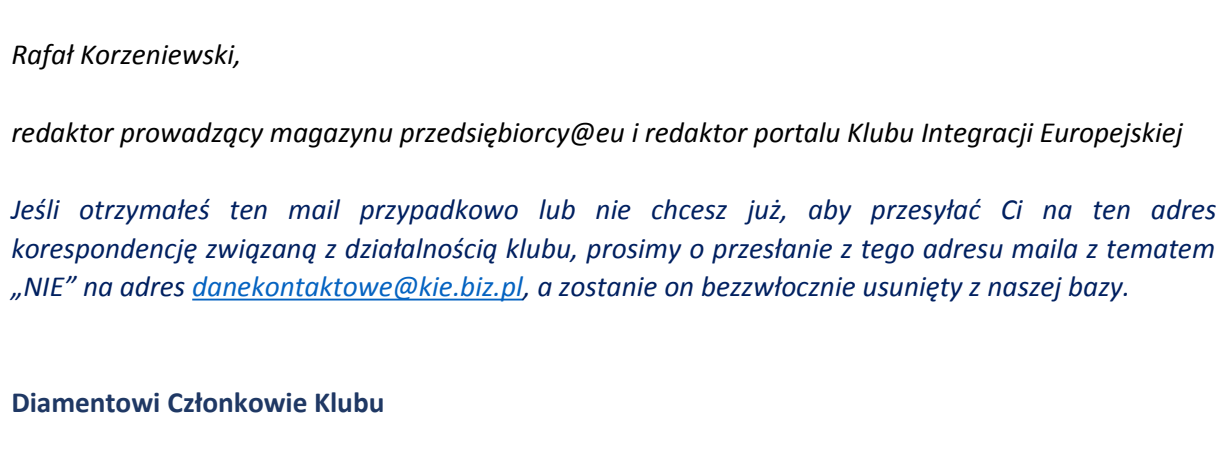 Rafał Korzeniewski,
redaktor prowadzący magazynu przedsiębiorcy@eu i redaktor portalu Klubu Integracji Europejskiej
Jeśli otrzymałeś ten mail przypadkowo lub nie chcesz już, aby przesyłać Ci na ten adres
korespondencję związaną z działalnością klubu, prosimy o przesłanie z tego adresu maila z tematem
„NIE” na adres danekontaktowe@kie.biz.pl, a zostanie on bezzwłocznie usunięty z naszej bazy.
Diamentowi Członkowie Klubu